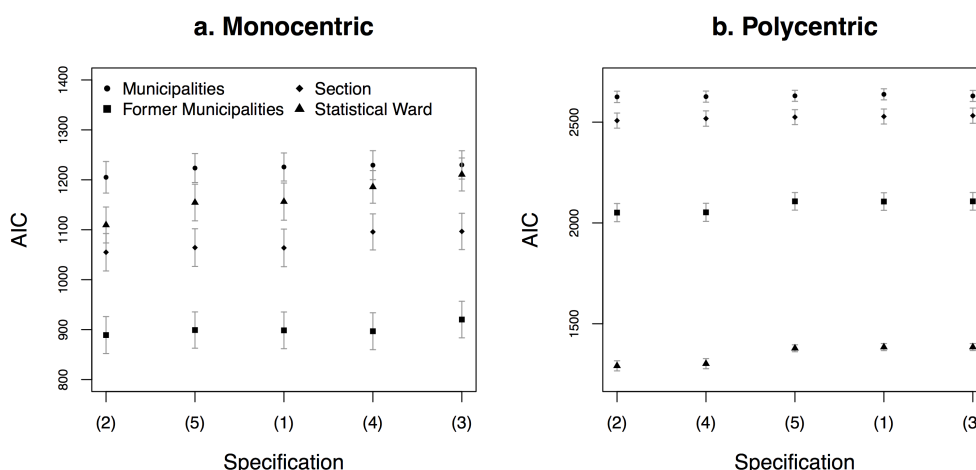 a. Monocentric
1400
1300
1200
1100
1000
900
800
AIC
Municipalities
Former Municipalities
Section
Statistical Ward
(2) (5) (1) (4) (3)
Specification
b. Polycentric
2500
2000
1500
AIC
(2) (4) (5) (1) (3
Specification